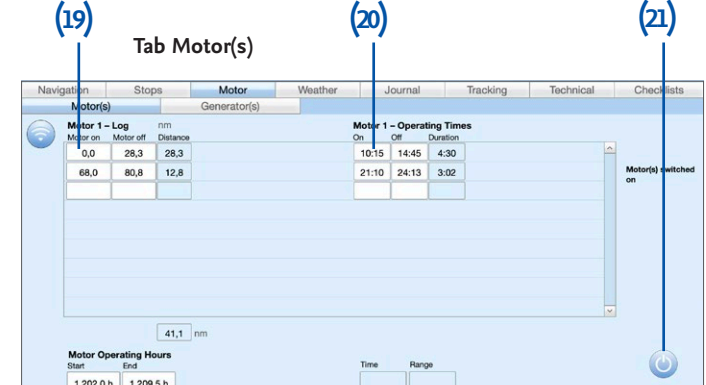 (19) (20) (21)
Tab Motor(s)
Navigation Stops Motor Weather Journal Tracking Technical Checklists
Motor(s) Generator(s)
Motor 1 – Log nm Motor 1 – Operating Times
Motor on Motor off Distance On Off Duration
0,0 28,3 28,3 10:15 14:45 4:30
68,0 80,8 12,8 21:10 24:13 3:02
Motor(s) switched
on
41,1 nm
Motor Operating Hours
Start End Time Range
1.202,0 h 1.209,5 h